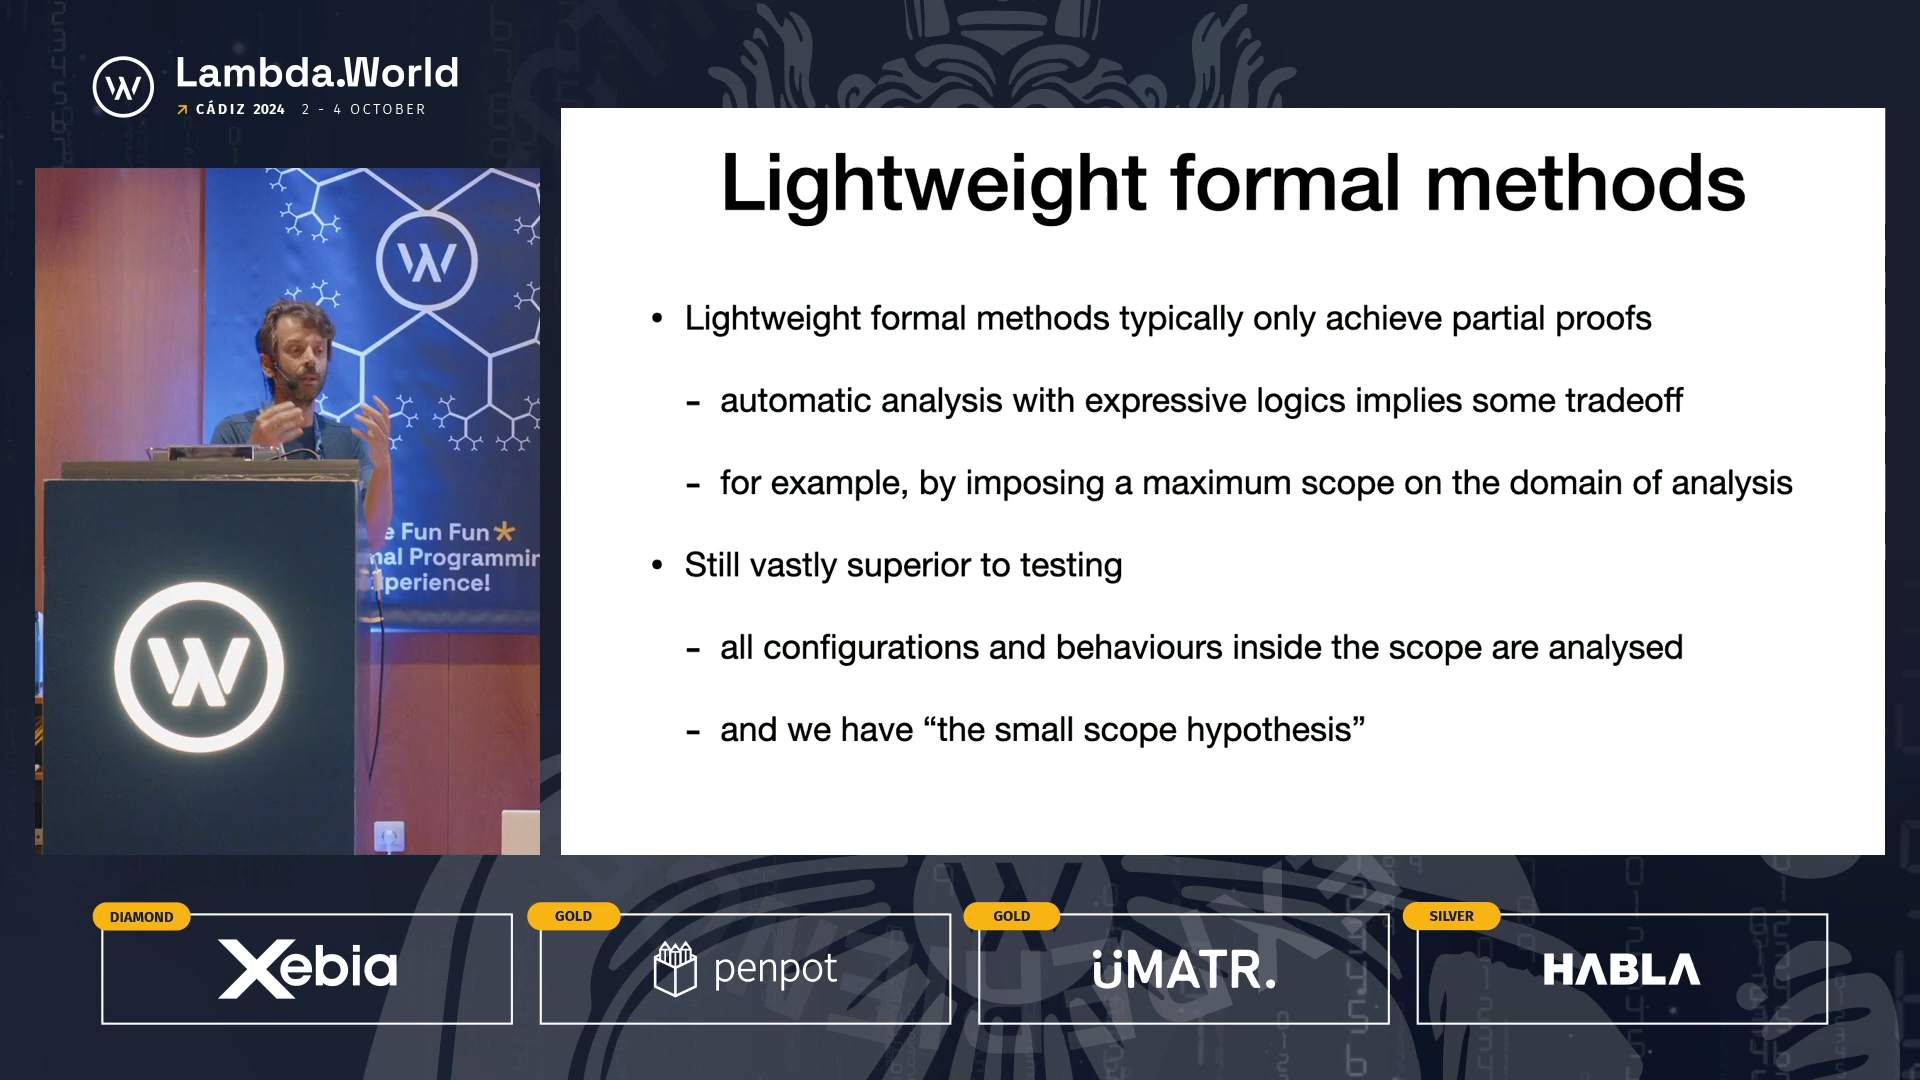 Lambda.World
CÁDIZ 2024 2 - 4 OCTOBER
Lightweight formal methods
• Lightweight formal methods typically only achieve partial proofs
- automatic analysis with expressive logics implies some tradeoff
- for example, by imposing a maximum scope on the domain of analysis
• Still vastly superior to testing
- all configurations and behaviours inside the scope are analysed
- and we have “the small scope hypothesis”
Fun Fun
Experience!
DIAMOND
Xebia
GOLD
penpot
GOLD
üMATR.
SILVER
HABLA